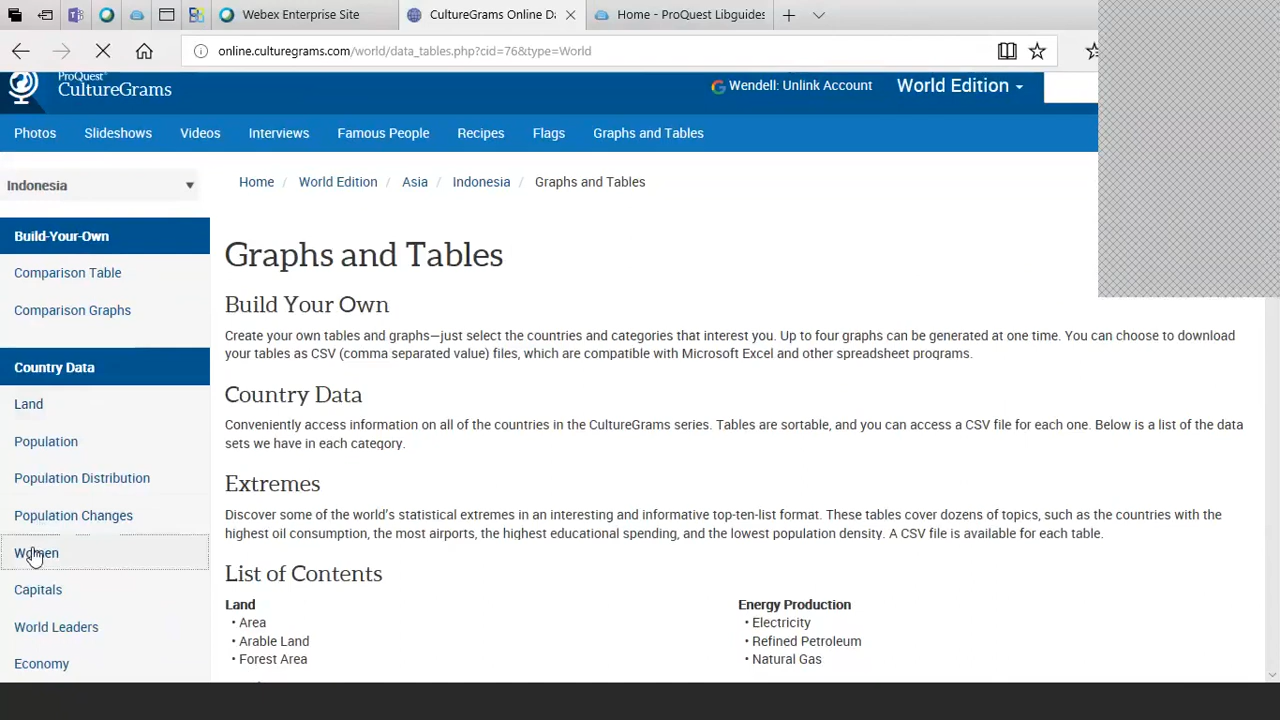 Webex Enterprise Site
CultureGrams Online Da
Home - ProQuest Libguides
online.culturegrams.com/world/data_tables.php?cid=76&type=World
ProQuest
CultureGrams
Wendell: Unlink Account
World Edition
Photos
Slideshows
Videos
Interviews
Famous People
Recipes
Flags
Graphs and Tables
Indonesia
Home / World Edition / Asia / Indonesia / Graphs and Tables
Build-Your-Own
Comparison Table
Comparison Graphs
Country Data
Land
Population
Population Distribution
Population Changes
Women
Capitals
World Leaders
Economy
Graphs and Tables
Build Your Own
Create your own tables and graphs—just select the countries and categories that interest you. Up to four graphs can be generated at one time. You can choose to download
your tables as CSV (comma separated value) files, which are compatible with Microsoft Excel and other spreadsheet programs.
Country Data
Conveniently access information on all of the countries in the CultureGrams series. Tables are sortable, and you can access a CSV file for each one. Below is a list of the data
sets we have in each category.
Extremes
Discover some of the world's statistical extremes in an interesting and informative top-ten-list format. These tables cover dozens of topics, such as the countries with the
highest oil consumption, the most airports, the highest educational spending, and the lowest population density. A CSV file is available for each table.
List of Contents
Land
• Area
• Arable Land
• Forest Area
Energy Production
• Electricity
• Refined Petroleum
• Natural Gas